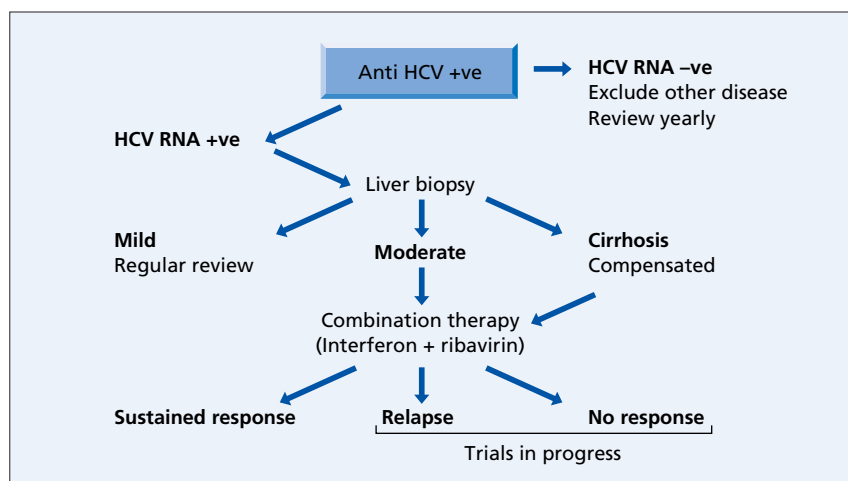 Anti HCV +ve
HCV RNA –ve
Exclude other disease
Review yearly
HCV RNA +ve
Liver biopsy
Mild
Regular review
Moderate
Cirrhosis
Compensated
Combination therapy
(Interferon + ribavirin)
Sustained response
Relapse
No response
Trials in progress